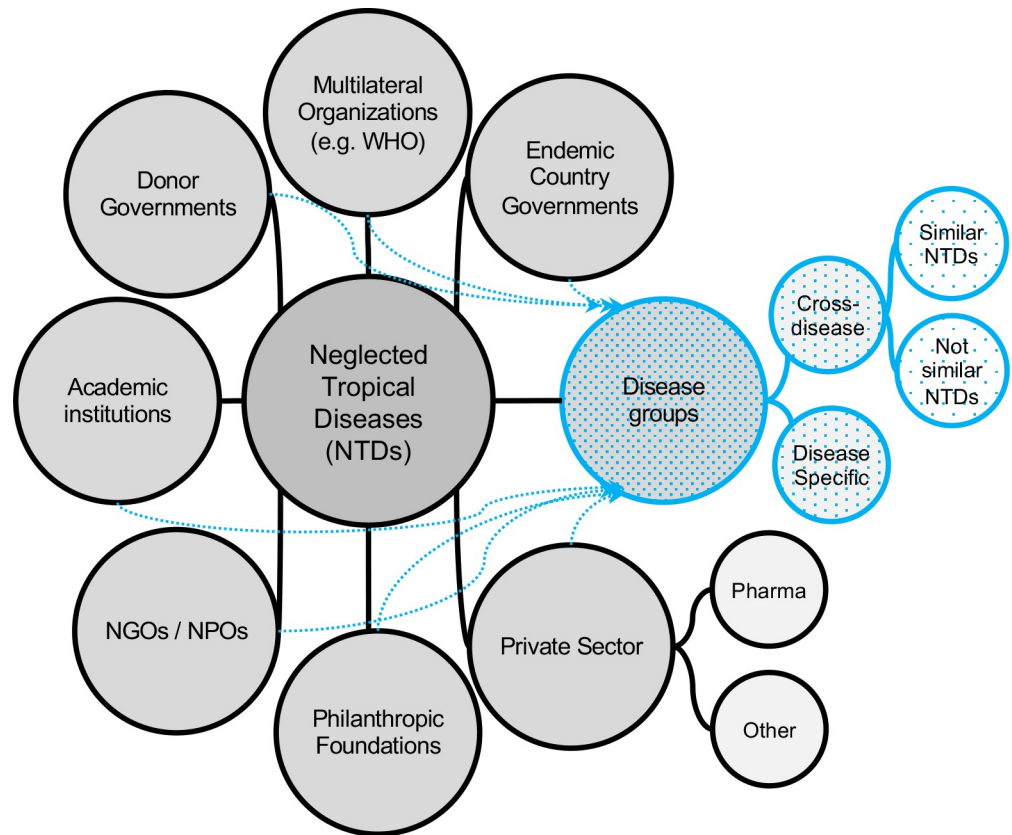 Multilateral
Organizations
(e.g. WHO)
Donor
Governments
Endemic
Country
Governments
Similar
NTDs
Cross-
disease
Not
similar
NTDs
Neglected
Tropical
Diseases
(NTDs)
Academic
institutions
Disease
groups
Disease
Specific
NGOs / NPOs
Philanthropic
Foundations
Private Sector
Pharma
Other